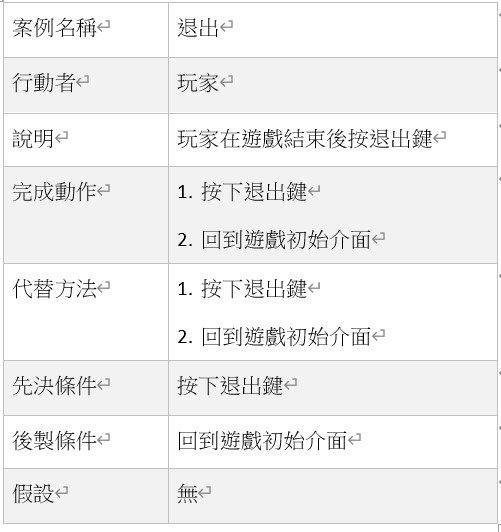 案例名稱 退出
行動者 玩家
說明 玩家在遊戲結束後按退出鍵
完成動作 1. 按下退出鍵
2. 回到遊戲初始介面
代替方法 1. 按下退出鍵
2. 回到遊戲初始介面
先決條件 按下退出鍵
後製條件 回到遊戲初始介面
假設 無